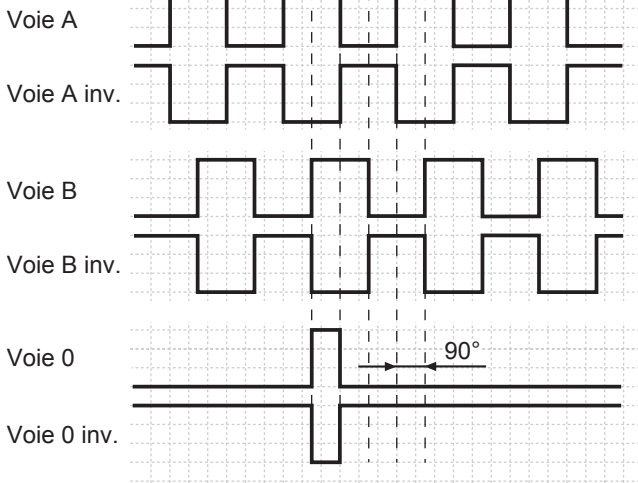 Voie A
Voie A inv.
Voie B
Voie B inv.
Voie 0
90°
Voie 0 inv.